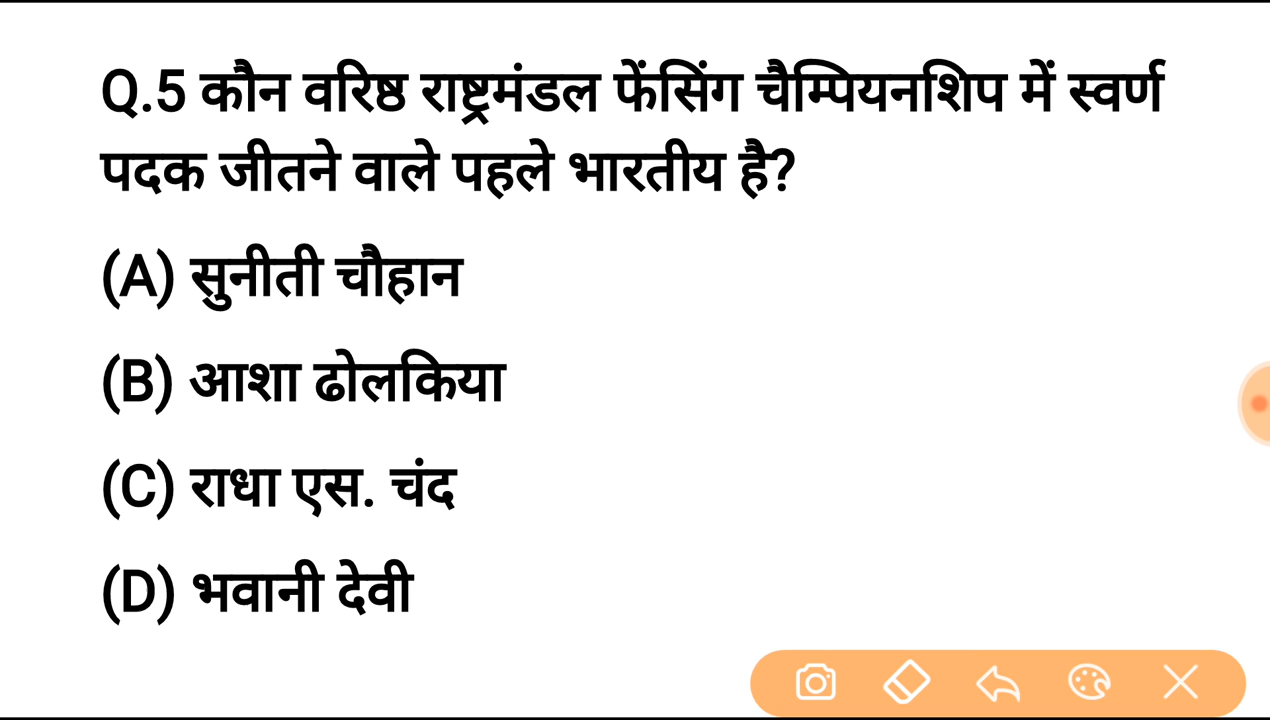 Q.5 कौन वरिष्ठ राष्ट्रमंडल फेंसिंग चैम्पियनशिप में स्वर्ण
पदक जीतने वाले पहले भारतीय है?
(A) सुनीती चौहान
(B) आशा ढोलकिया
(C) राधा एस. चंद
(D) भवानी देवी